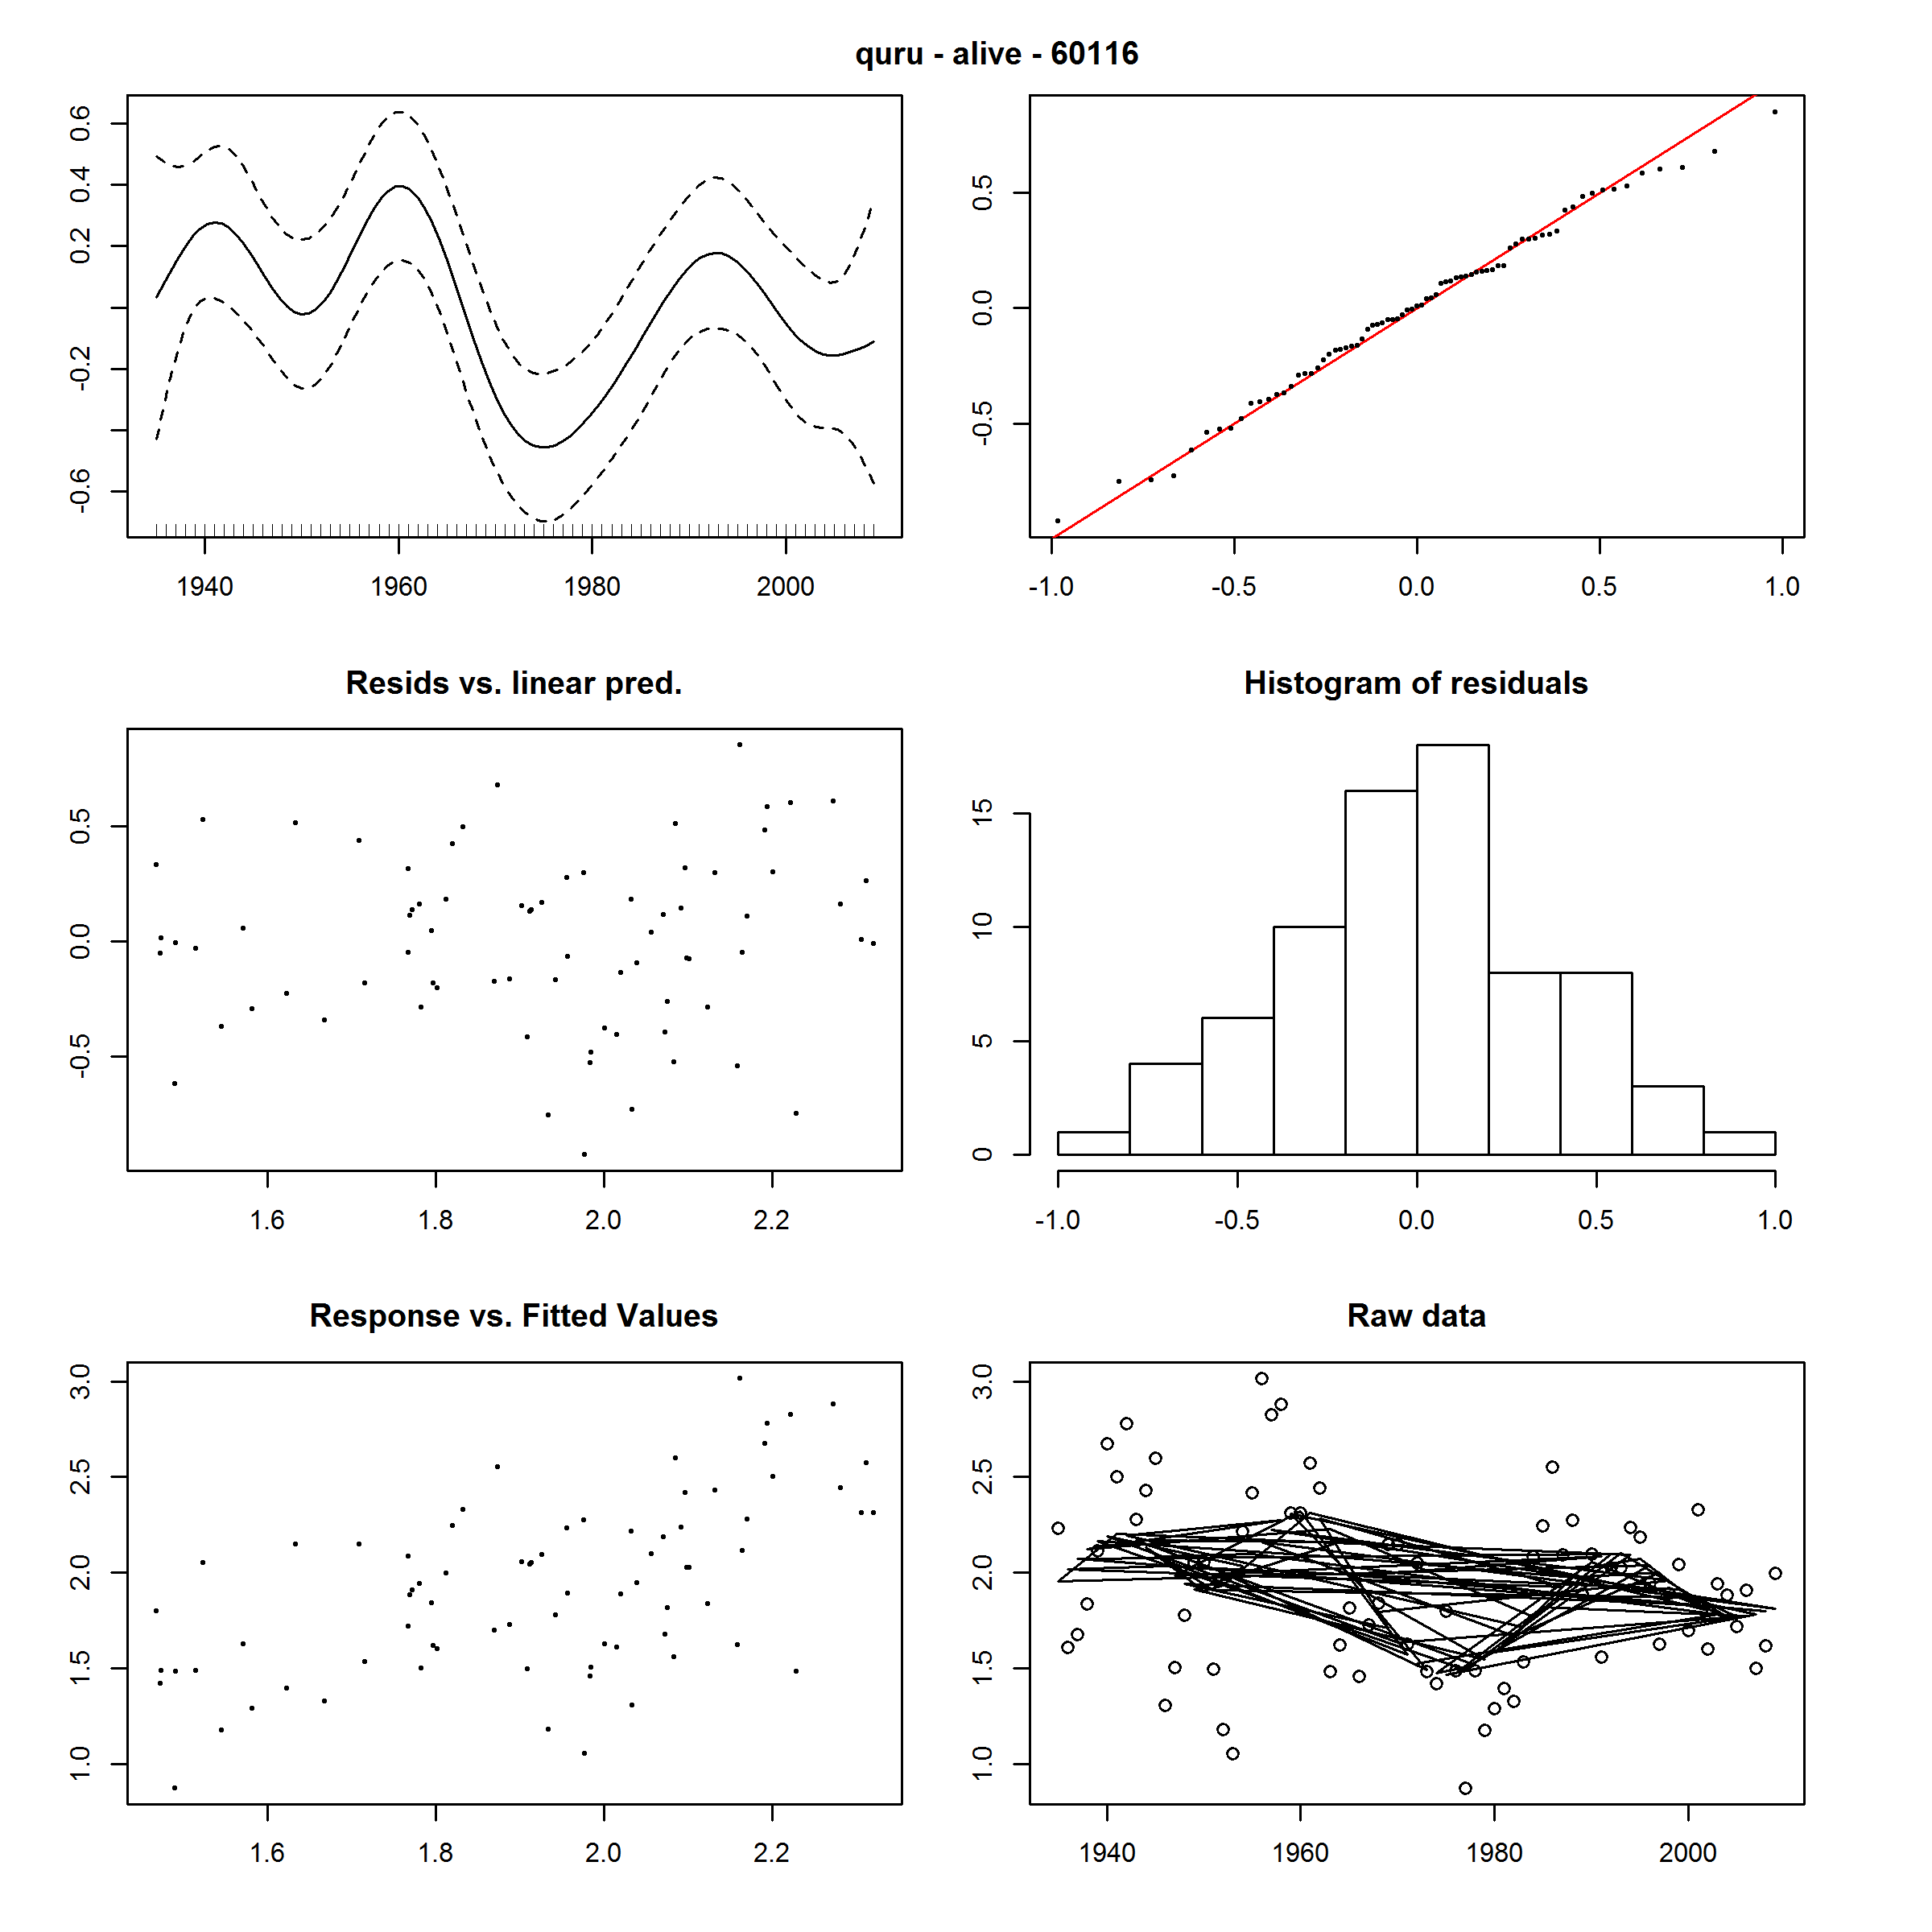 quru - alive - 60116
0.6
0.4
0.2
-0.2
-0.6
1940 1960 1980 2000
0.5
0.0
-0.5
-1.0 -0.5 0.0 0.5 1.0
Resids vs. linear pred.
0.5
0.0
-0.5
1.6 1.8 2.0 2.2
Histogram of residuals
15
10
5
0
-1.0 -0.5 0.0 0.5 1.0
Response vs. Fitted Values
3.0
2.5
2.0
1.5
1.0
1.6 1.8 2.0 2.2
Raw data
3.0
2.5
2.0
1.5
1.0
1940 1960 1980 2000